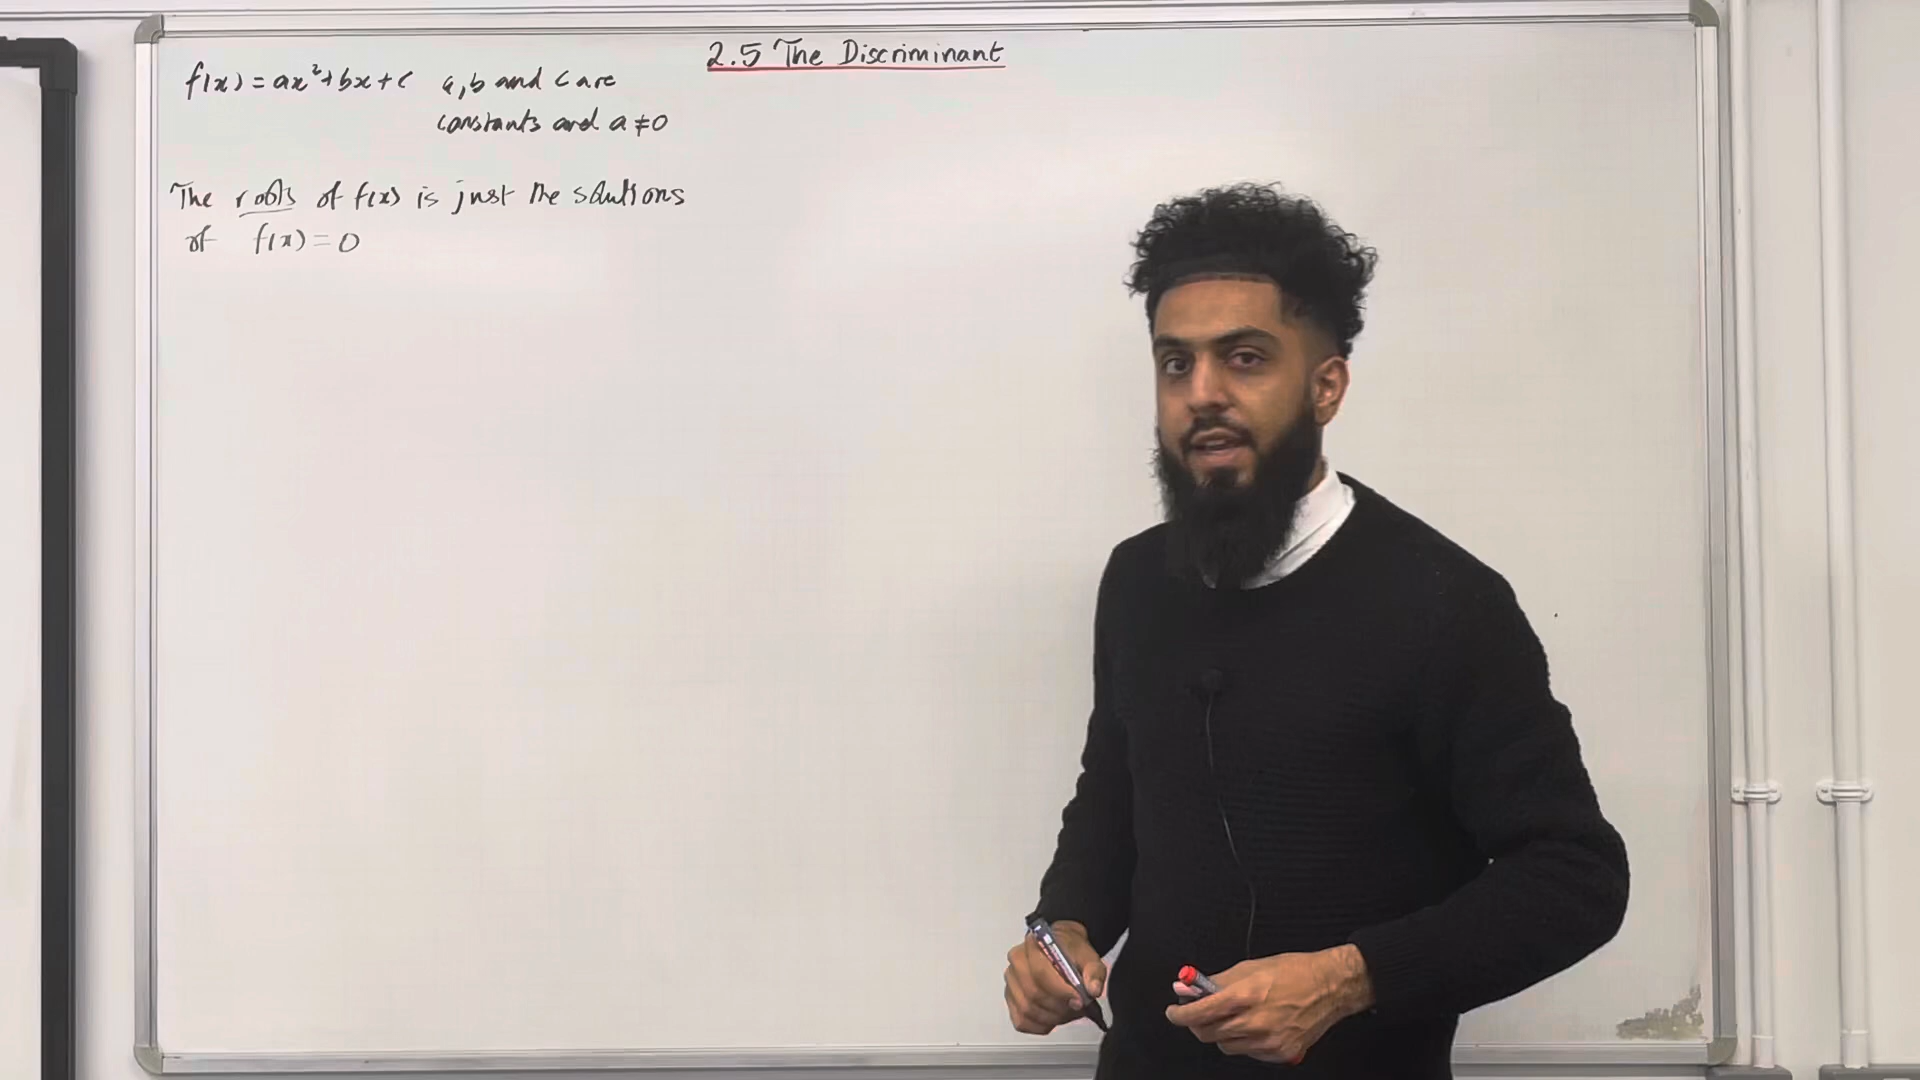 2.5 The Discriminant
f(x) = ax² + bx + c a, b and c are
constants and a ≠ 0
The roots of f(x) is just the solutions
of f(x) = 0